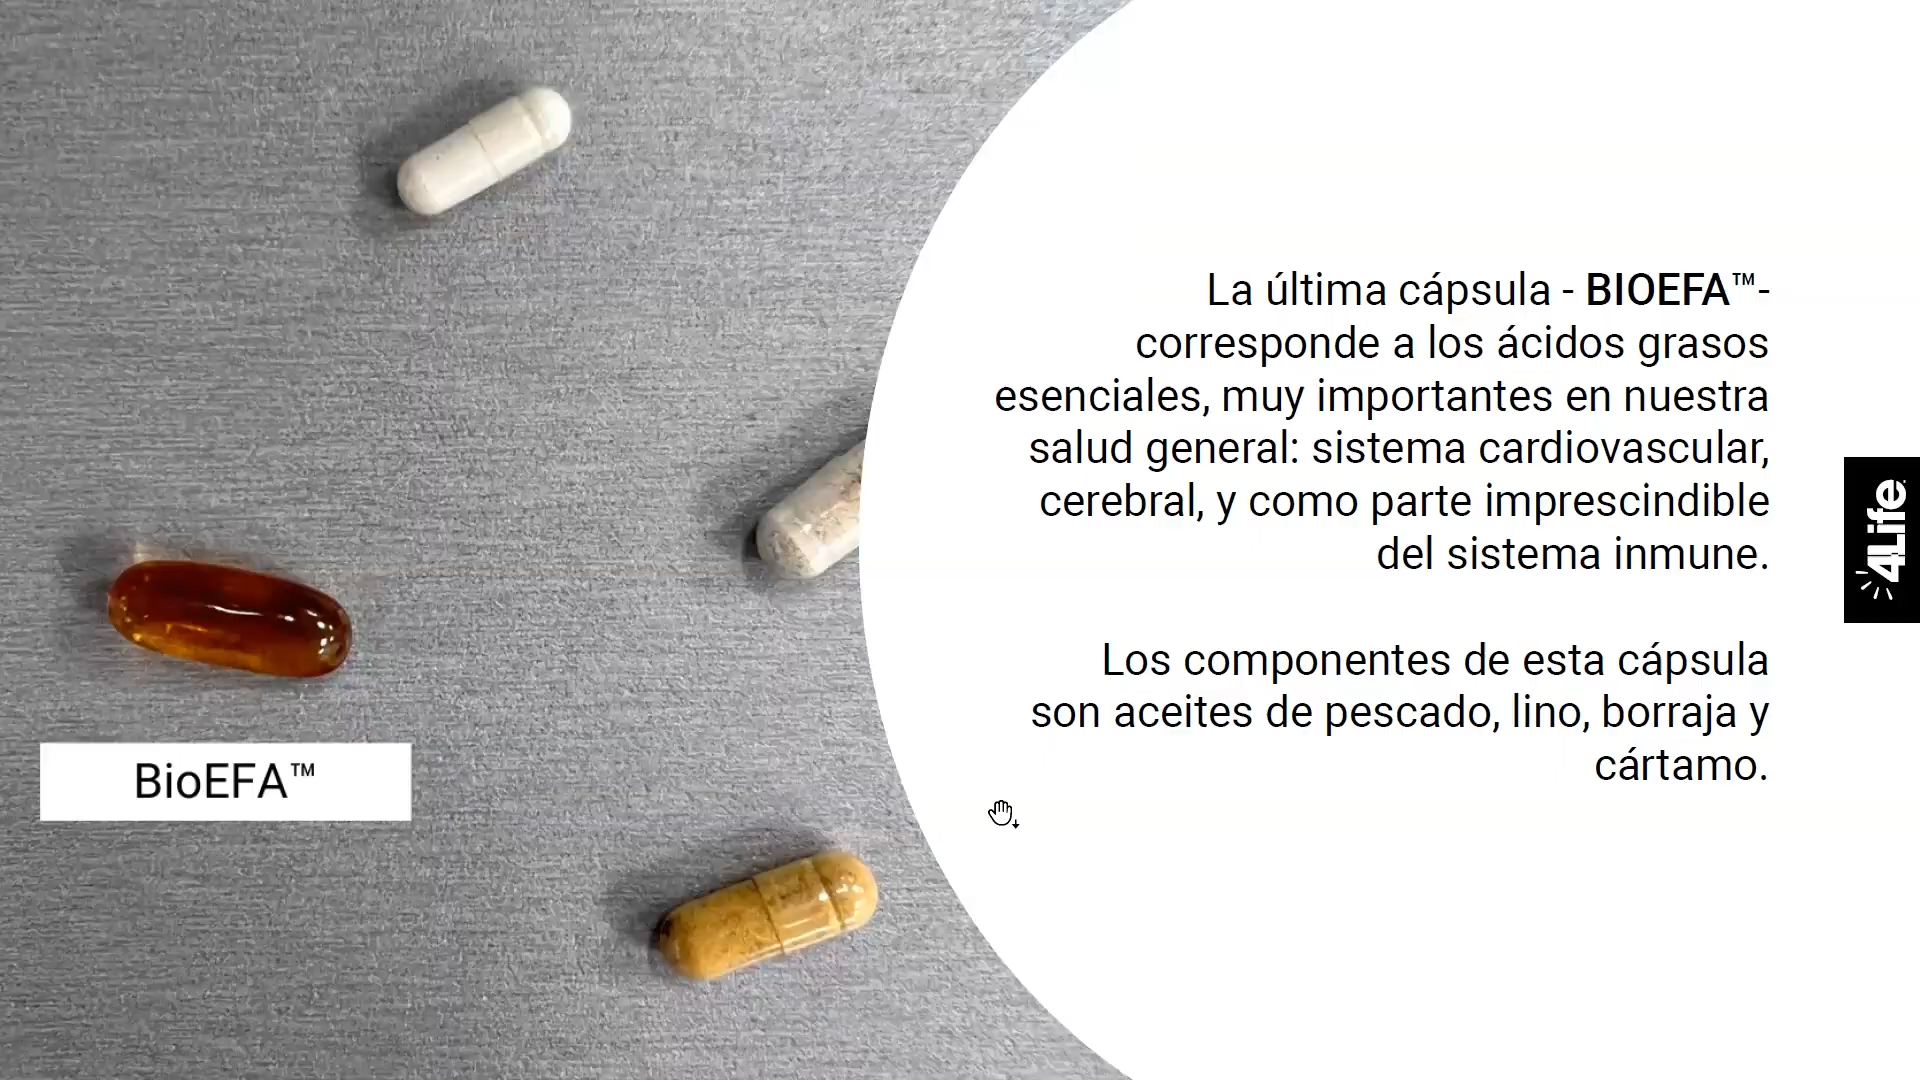 La última cápsula - BIOEFA™-
corresponde a los ácidos grasos
esenciales, muy importantes en nuestra
salud general: sistema cardiovascular,
cerebral, y como parte imprescindible
del sistema inmune.
Los componentes de esta cápsula
son aceites de pescado, lino, borraja y
cártamo.
BioEFA™
4Life